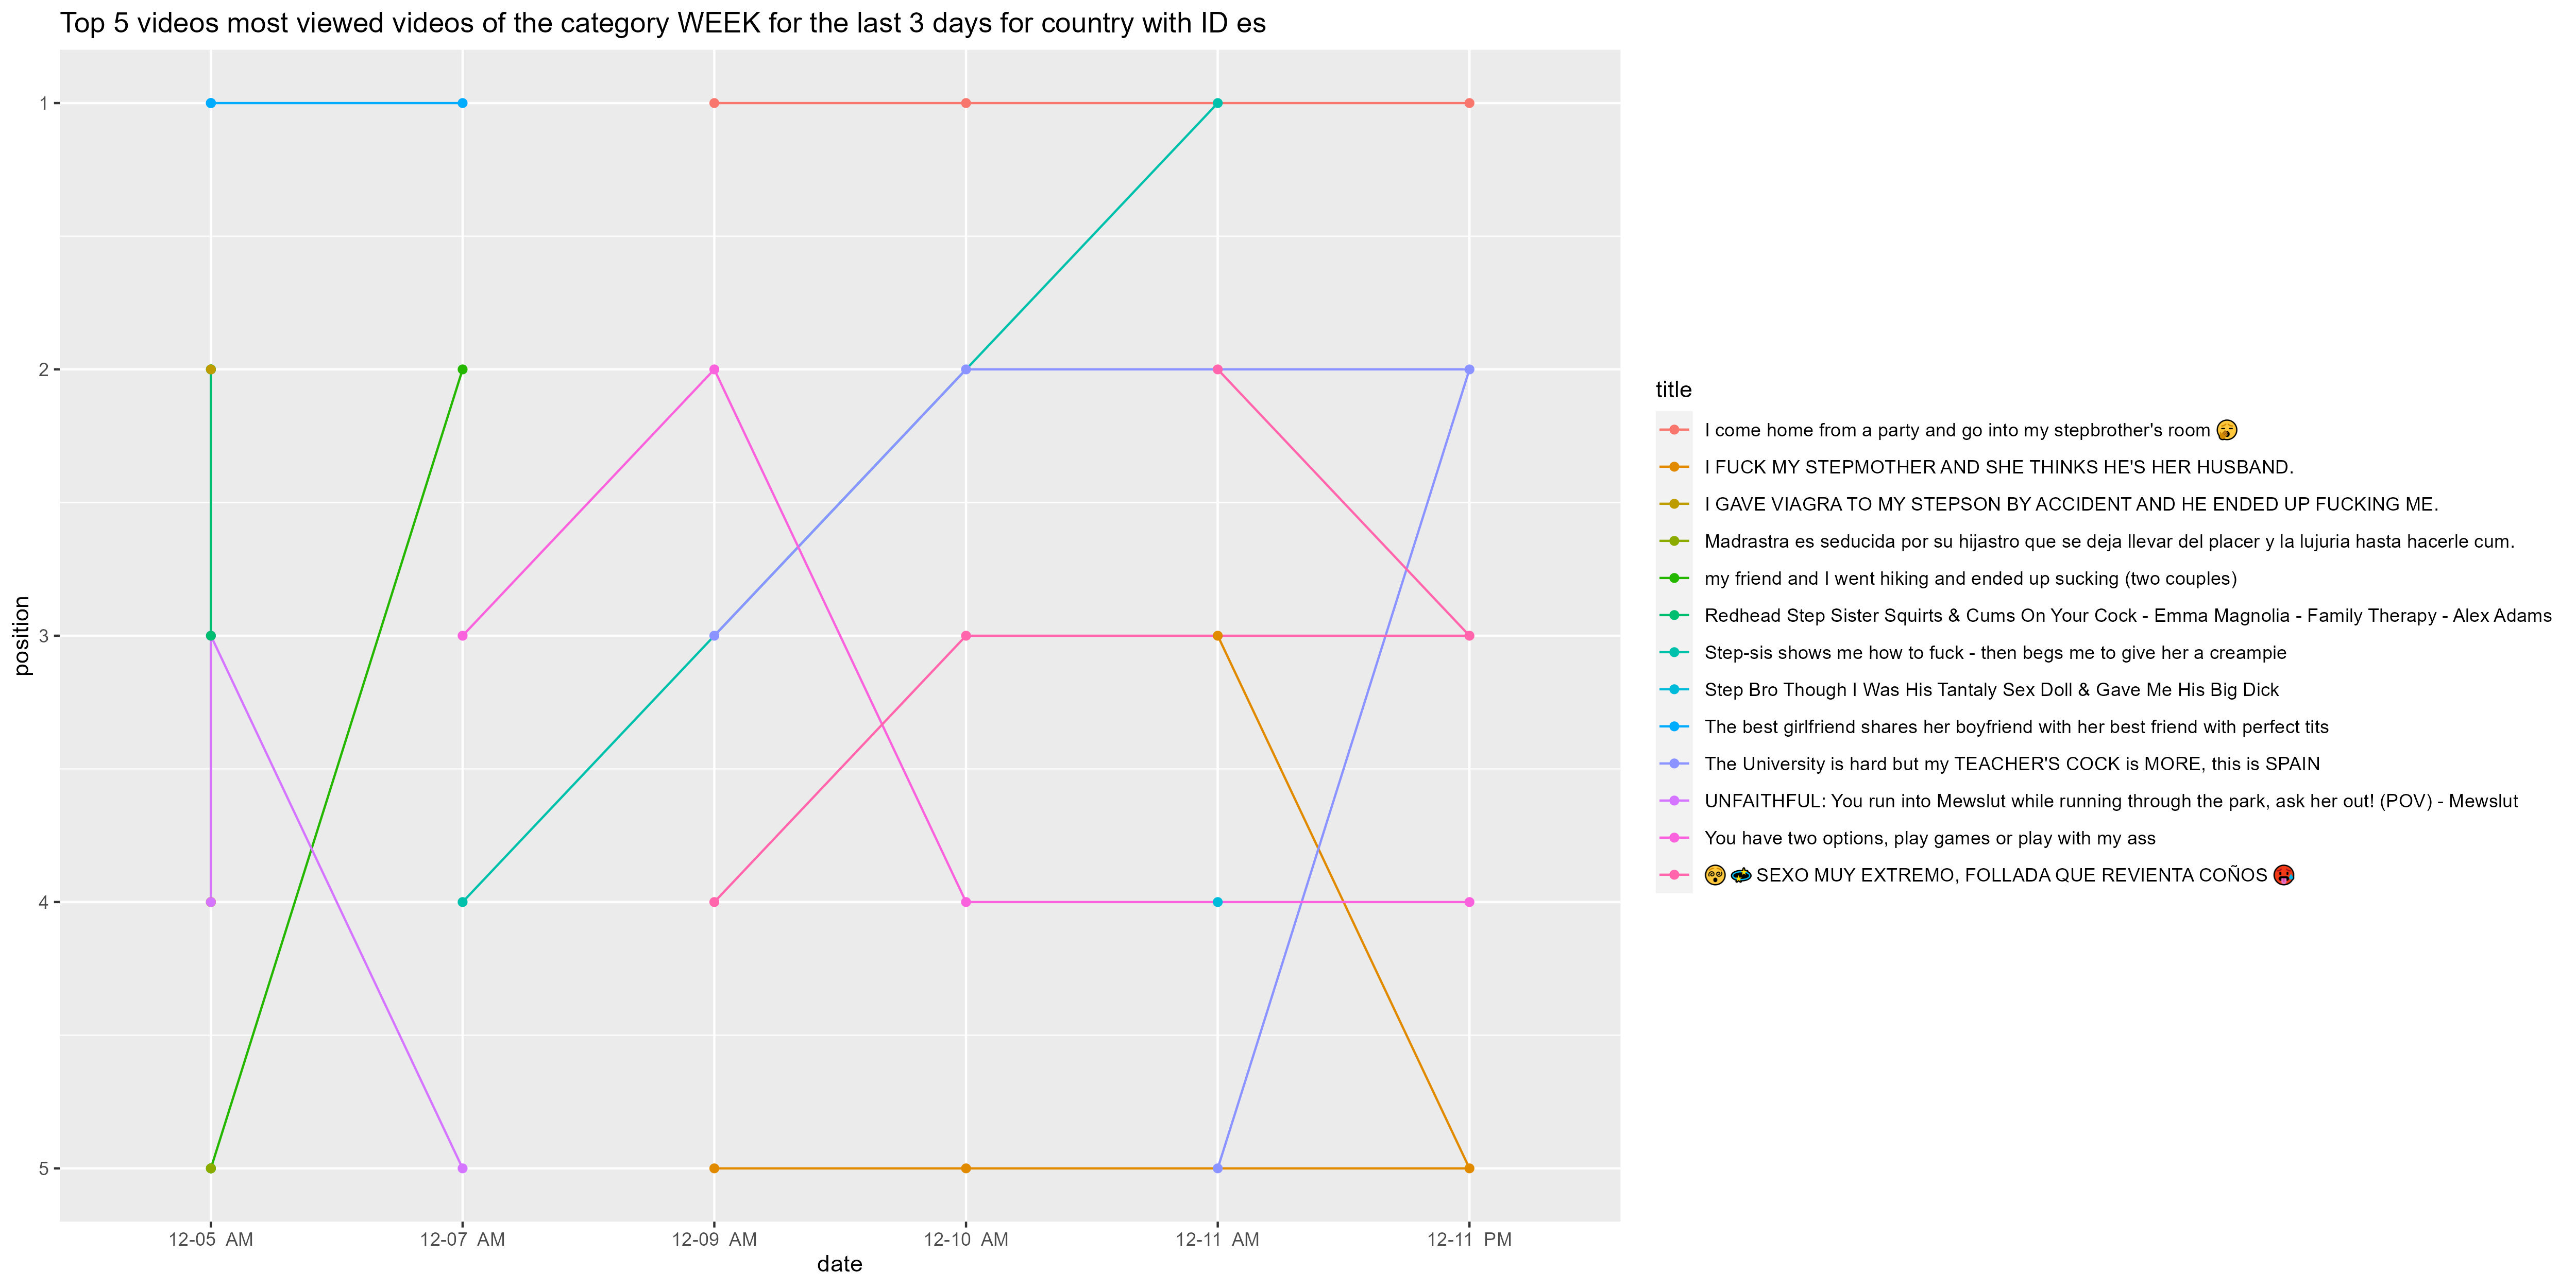 Top 5 videos most viewed videos of the category WEEK for the last 3 days for country with ID es
position
1
2
3
4
5
12-05 AM
12-07 AM
12-09 AM
12-10 AM
12-11 AM
12-11 PM
date
title
I come home from a party and go into my stepbrother's room 🥱
I FUCK MY STEPMOTHER AND SHE THINKS HE'S HER HUSBAND.
I GAVE VIAGRA TO MY STEPSON BY ACCIDENT AND HE ENDED UP FUCKING ME.
Madrastra es seducida por su hijastro que se deja llevar del placer y la lujuria hasta hacerle cum.
my friend and I went hiking and ended up sucking (two couples)
Redhead Step Sister Squirts & Cums On Your Cock - Emma Magnolia - Family Therapy - Alex Adams
Step-sis shows me how to fuck - then begs me to give her a creampie
Step Bro Though I Was His Tantaly Sex Doll & Gave Me His Big Dick
The best girlfriend shares her boyfriend with her best friend with perfect tits
The University is hard but my TEACHER'S COCK is MORE, this is SPAIN
UNFAITHFUL: You run into Mewslut while running through the park, ask her out! (POV) - Mewslut
You have two options, play games or play with my ass
😵💫 SEXO MUY EXTREMO, FOLLADA QUE REVIENTA COÑOS 🥵